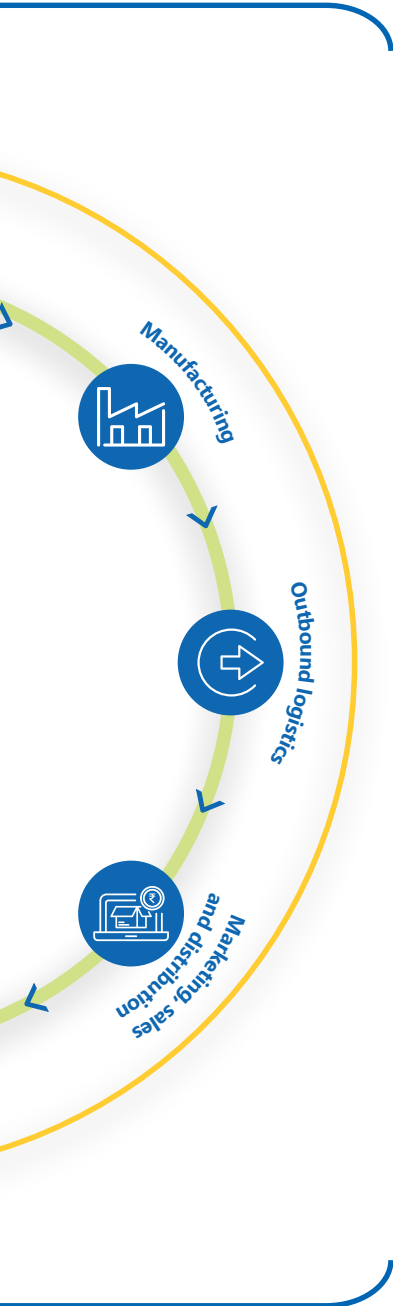 Manufacturing
Outbound logistics
₹
Marketing, sales
and distribution